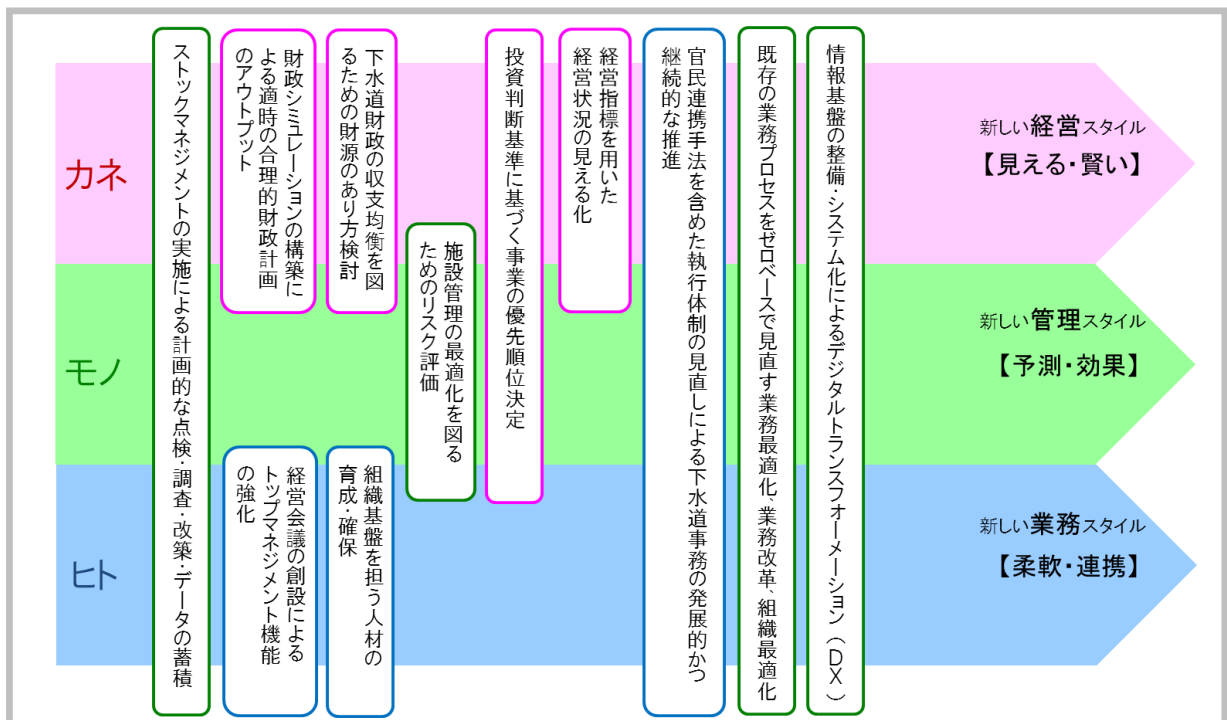 カネ
モノ
ヒト
ストックマネジメントの実施による計画的な点検・調査・改築・データの蓄積
財政シミュレーションの構築に
よる適時の合理的財政計画
のアウトプット
経営会議の創設による
トップマネジメント機能
の強化
下水道財政の収支均衡を図
るための財源のあり方検討
組織基盤を担う人材の
育成・確保
施設管理の最適化を図る
ためのリスク評価
投資判断基準に基づく事業の優先順位決定
経営指標を用いた
経営状況の見える化
官民連携手法を含めた執行体制の見直しによる下水道事務の発展的かつ
継続的な推進
既存の業務プロセスをゼロベースで見直す業務最適化、業務改革、組織最適化
情報基盤の整備・システム化によるデジタルトランスフォーメーション（ＤＸ）
新しい経営スタイル
【見える・賢い】
新しい管理スタイル
【予測・効果】
新しい業務スタイル
【柔軟・連携】